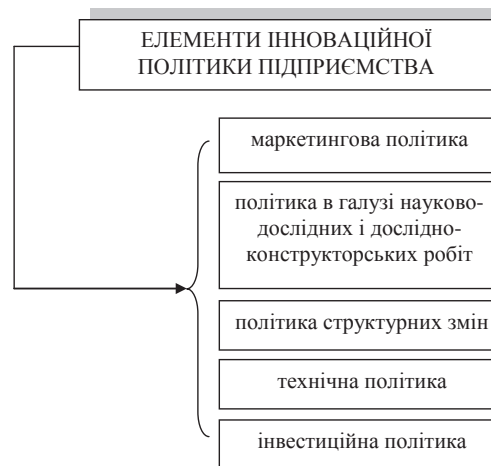 ЕЛЕМЕНТИ ІННОВАЦІЙНОЇ
ПОЛІТИКИ ПІДПРИЄМСТВА
маркетингова політика
політика в галузі науково-
дослідних і дослідно-
конструкторських робіт
політика структурних змін
технічна політика
інвестиційна політика